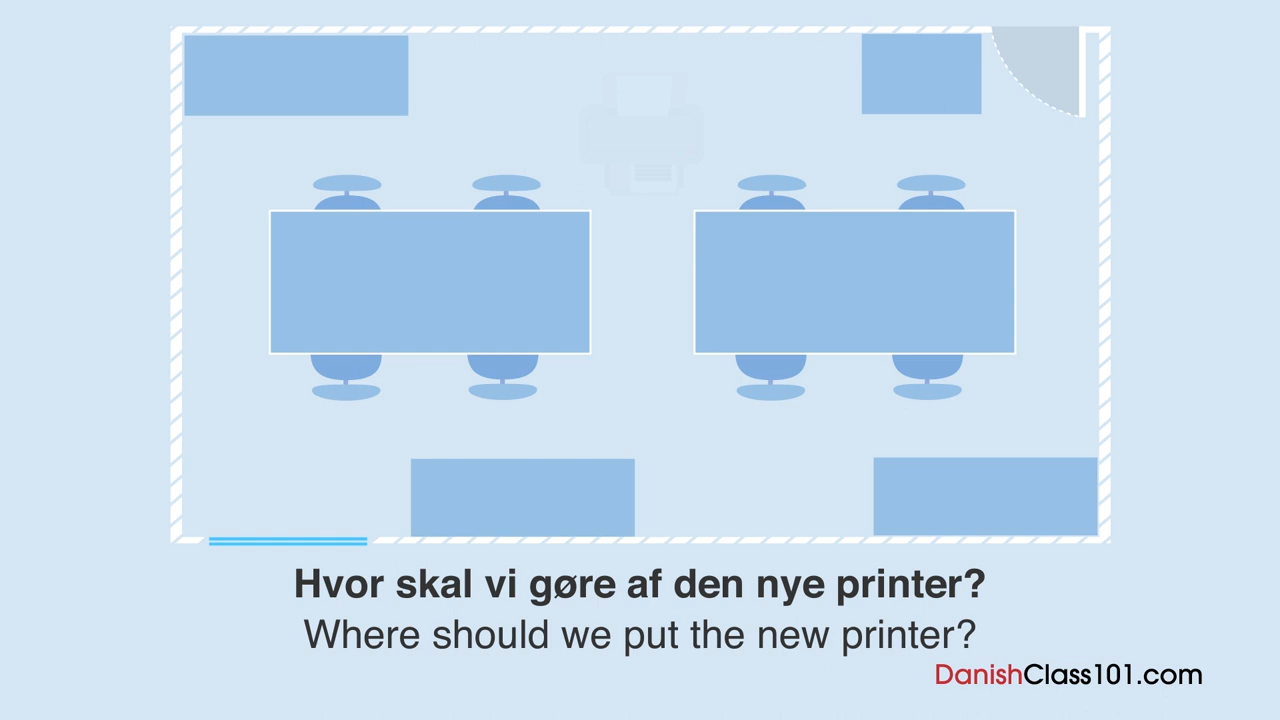 Hvor skal vi gøre af den nye printer?
Where should we put the new printer?
DanishClass101.com